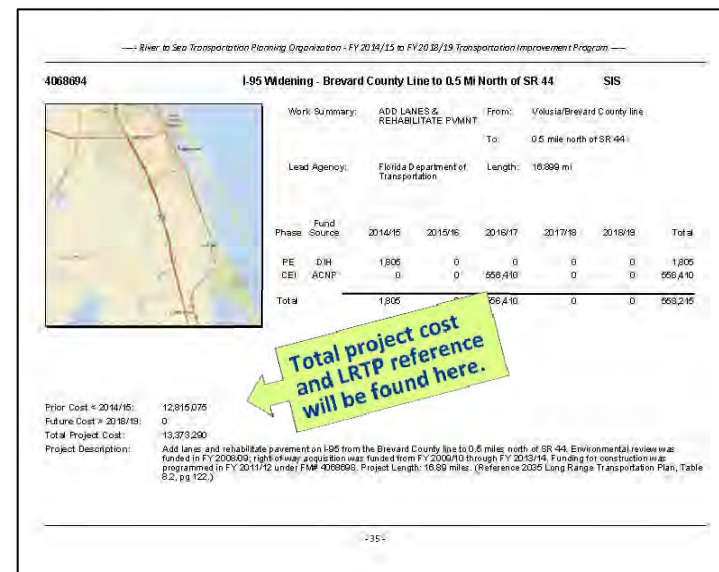 ---- River to Sea Transportation Planning Organization - FY 2014/15 to FY 2018/19 Transportation Improvement Program ----
4068694 I-95 Widening - Brevard County Line to 0.5 Mi North of SR 44 SIS
Work Summary: ADD LANES & REHABILITATE PVMNT From: Volusia/Brevard County line
To: 0.5 mile north of SR 44
Lead Agency: Florida Department of Transportation Length: 16.899 mi
Phase Fund Source 2014/15 2015/16 2016/17 2017/18 2018/19 Total
PE DIH 1,805 0 0 0 0 1,805
CEI ACNP 0 0 556,410 0 0 556,410
Total 1,805 0 556,410 0 0 558,215
Total project cost
and LRTP reference
will be found here.
Prior Cost < 2014/15: 12,815,075
Future Cost > 2018/19: 0
Total Project Cost: 13,373,290
Project Description: Add lanes and rehabilitate pavement on I-95 from the Brevard County line to 0.5 miles north of SR 44. Environmental review was
funded in FY 2008/09; right-of-way acquisition was funded from FY 2009/10 through FY 2013/14. Funding for construction was
programmed in FY 2011/12 under FM# 4068698. Project Length: 16.89 miles. (Reference 2035 Long Range Transportation Plan, Table
8.2, pg 122.)
-35-